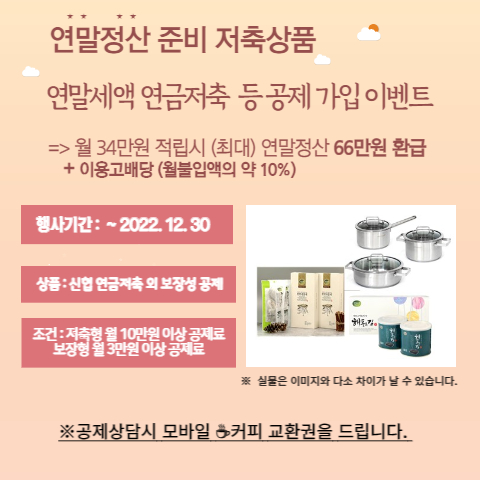 연말정산 준비 저축상품
연말세액 연금저축 등 공제 가입 이벤트
=> 월 34만원 적립시 (최대) 연말정산 66만원 환급
+ 이용고배당 (월불입액의 약 10%)
행사기간 : ~ 2022. 12. 30
상품 : 신협 연금저축 외 보장성 공제
조건 : 저축형 월 10만원 이상 공제료
보장형 월 3만원 이상 공제료
※ 실물은 이미지와 다소 차이가 날 수 있습니다.
※공제상담시 모바일 ☕커피 교환권을 드립니다.